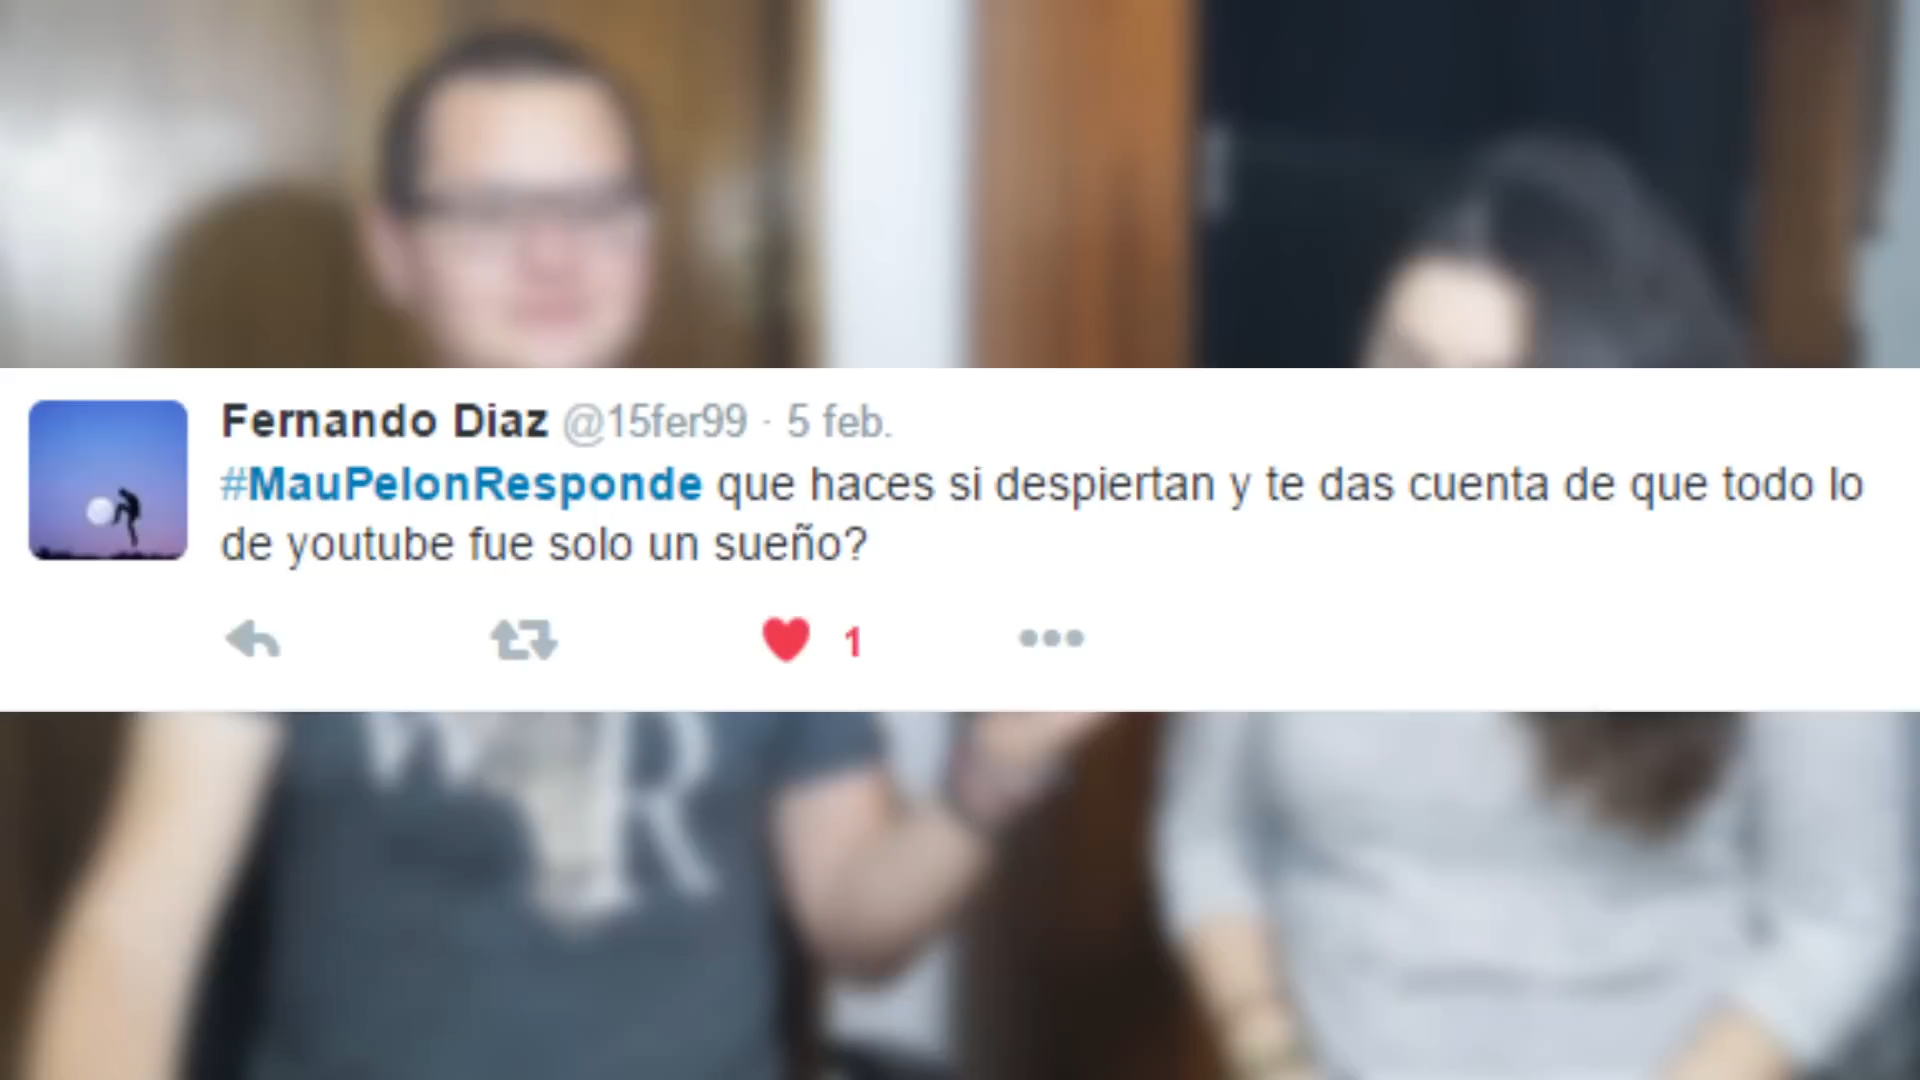 Fernando Diaz @15fer99 · 5 feb.
#MauPelonResponde que haces si despiertan y te das cuenta de que todo lo
de youtube fue solo un sueño?
1
W R